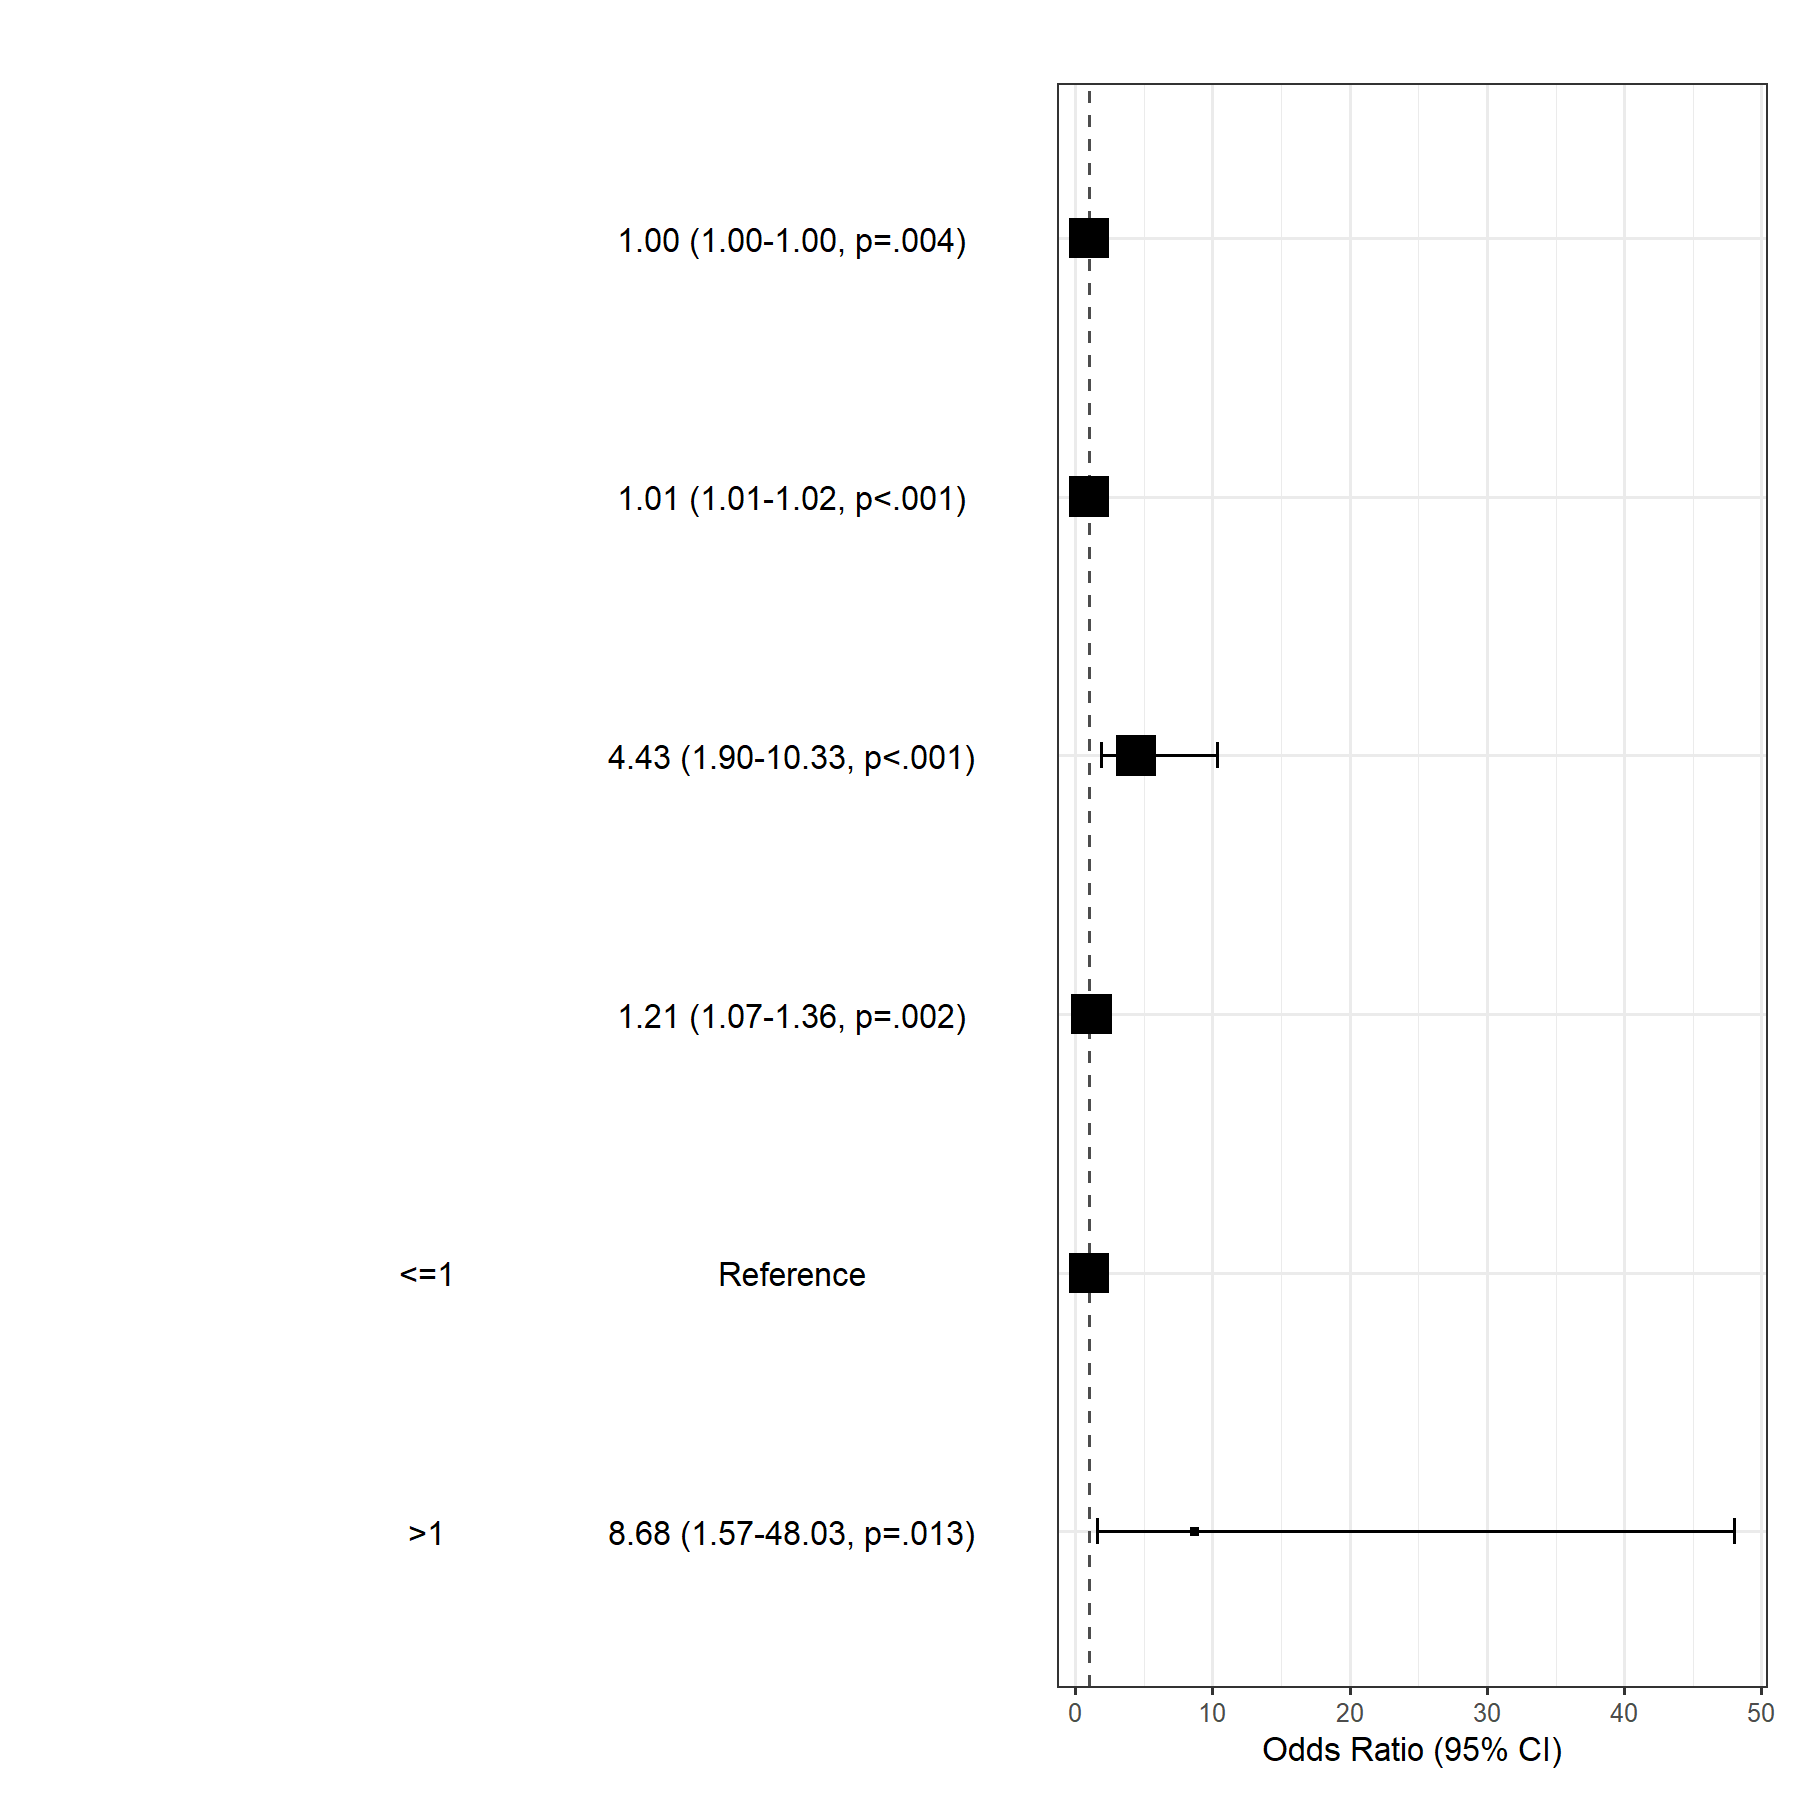 1.00 (1.00-1.00, p=.004)
1.01 (1.01-1.02, p<.001)
4.43 (1.90-10.33, p<.001)
1.21 (1.07-1.36, p=.002)
<=1 Reference
>1 8.68 (1.57-48.03, p=.013)
0 10 20 30 40 50
Odds Ratio (95% CI)